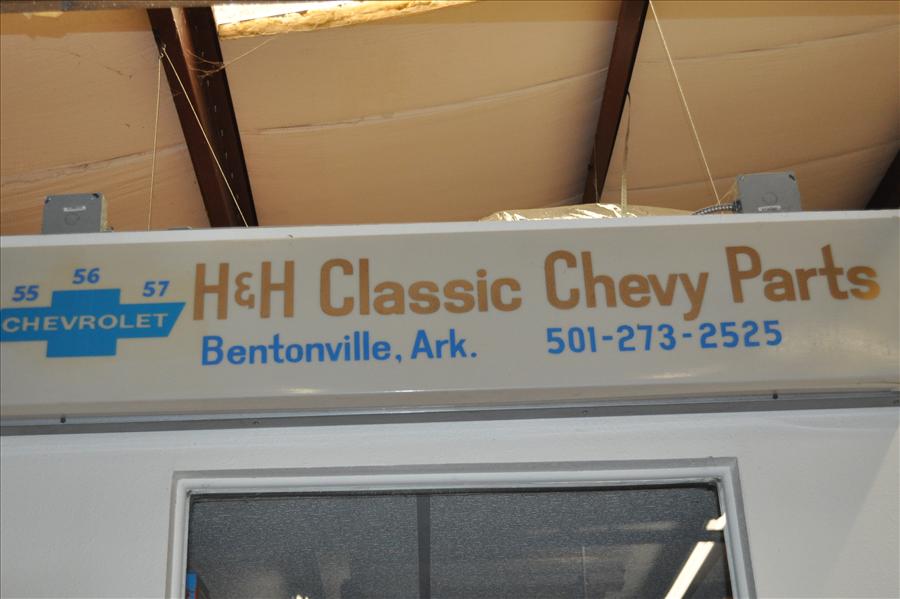 55 56 57
CHEVROLET
H&H Classic Chevy Parts
Bentonville, Ark. 501-273-2525